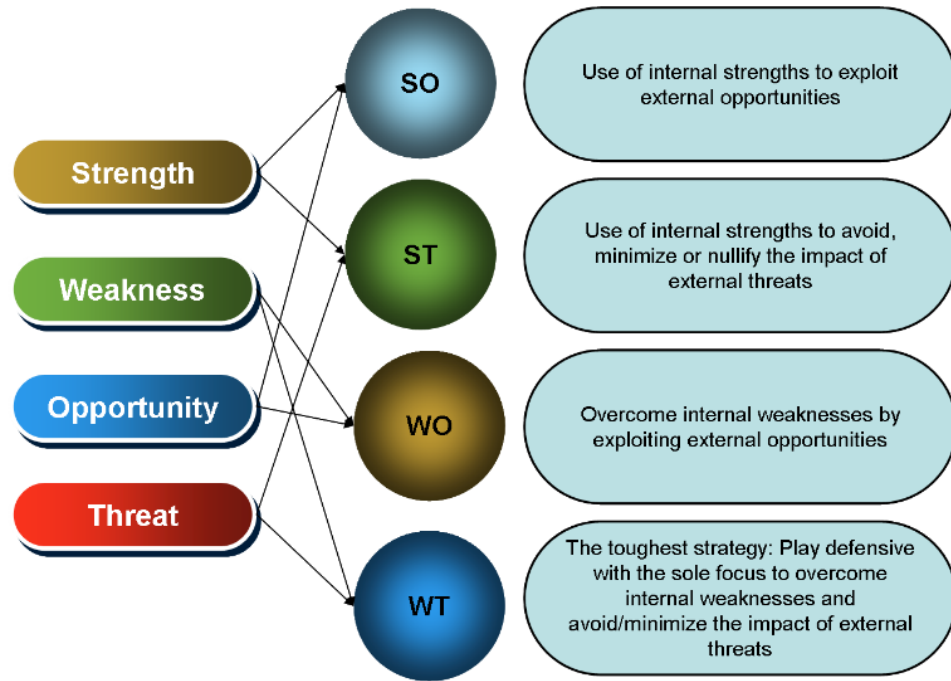 Strength
Weakness
Opportunity
Threat
SO
Use of internal strengths to exploit
external opportunities
ST
Use of internal strengths to avoid,
minimize or nullify the impact of
external threats
WO
Overcome internal weaknesses by
exploiting external opportunities
WT
The toughest strategy: Play defensive
with the sole focus to overcome
internal weaknesses and
avoid/minimize the impact of external
threats